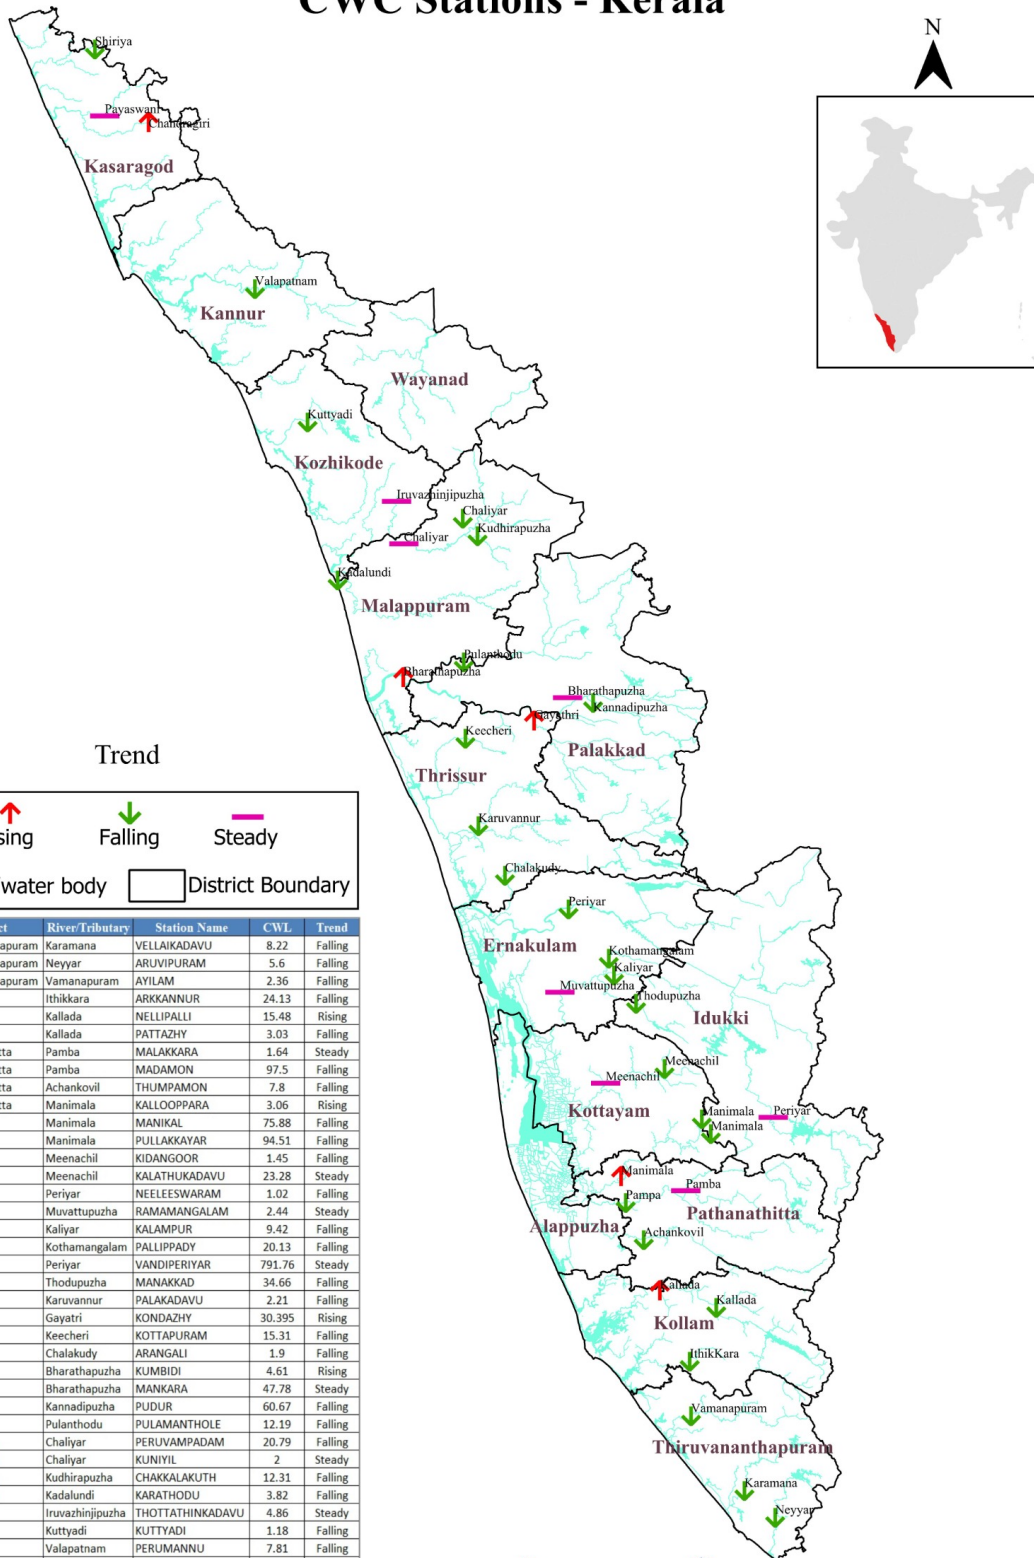 CWC Stations - Kerala
N
Shiriya
Payaswani
Chandragiri
Kasaragod
Valapatnam
Kannur
Wayanad
Kuttyadi
Kozhikode
Iruvazhinjipuzha
Chaliyar
Kudhirapuzha
Chaliyar
Kadalundi
Malappuram
Pulanthodu
Bharathapuzha
Bharathapuzha
Kannadipuzha
Gayathri
Keecheri
Palakkad
Thrissur
Karuvannur
Chalakudy
Periyar
Ernakulam
Kothamangalam
Kaliyar
Muvattupuzha
Thodupuzha
Idukki
Meenachil
Meenachil
Kottayam
Manimala
Periyar
Manimala
Manimala
Pamba
Pampa
Pathanathitta
Alappuzha
Achankovil
Kallada
Kallada
Kollam
IthikKara
Vamanapuram
Thiruvananthapuram
Karamana
Neyyar
Trend
sing Falling Steady
water body District Boundary
ct River/Tributary Station Name CWL Trend
apuram Karamana VELLAIKADAVU 8.22 Falling
apuram Neyyar ARUVIPURAM 5.6 Falling
apuram Vamanapuram AYILAM 2.36 Falling
Ithikkara ARKKANNUR 24.13 Falling
Kallada NELLIPALLI 15.48 Rising
Kallada PATTAZHY 3.03 Falling
tta Pamba MALAKKARA 1.64 Steady
tta Pamba MADAMON 97.5 Falling
tta Achankovil THUMPAMON 7.8 Falling
tta Manimala KALLOOPPARA 3.06 Rising
Manimala MANIKAL 75.88 Falling
Manimala PULLAKKAYAR 94.51 Falling
Meenachil KIDANGOOR 1.45 Falling
Meenachil KALATHUKADAVU 23.28 Steady
Periyar NEELEESWARAM 1.02 Falling
Muvattupuzha RAMAMANGALAM 2.44 Steady
Kaliyar KALAMPUR 9.42 Falling
Kothamangalam PALLIPPADY 20.13 Falling
Periyar VANDIPERIYAR 791.76 Steady
Thodupuzha MANAKKAD 34.66 Falling
Karuvannur PALAKADAVU 2.21 Falling
Gayatri KONDAZHY 30.395 Rising
Keecheri KOTTAPURAM 15.31 Falling
Chalakudy ARANGALI 1.9 Falling
Bharathapuzha KUMBIDI 4.61 Rising
Bharathapuzha MANKARA 47.78 Steady
Kannadipuzha PUDUR 60.67 Falling
Pulanthodu PULAMANTHOLE 12.19 Falling
Chaliyar PERUVAMPADAM 20.79 Falling
Chaliyar KUNIYIL 2 Steady
Kudhirapuzha CHAKKALAKUTH 12.31 Falling
Kadalundi KARATHODU 3.82 Falling
Iruvazhinjipuzha THOTTATHINKADAVU 4.86 Steady
Kuttyadi KUTTYADI 1.18 Falling
Valapatnam PERUMANNU 7.81 Falling